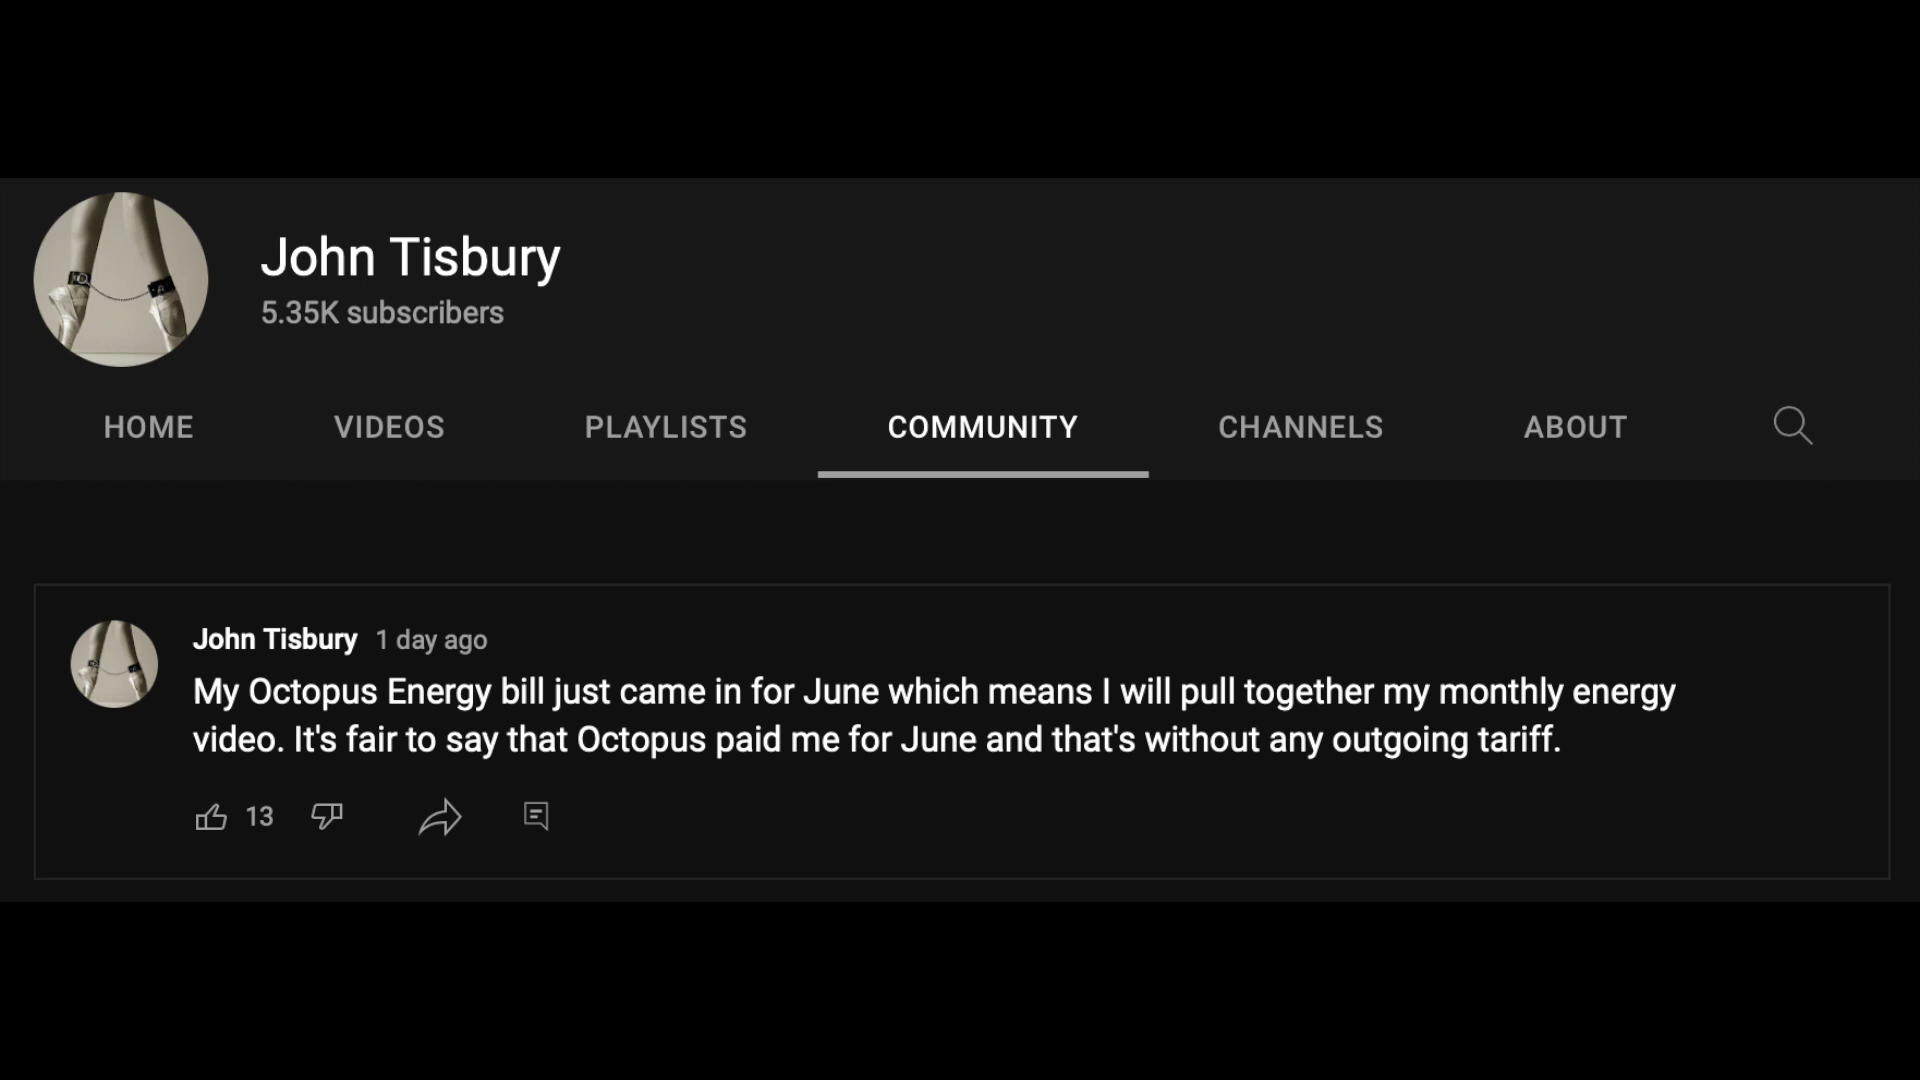 John Tisbury
5.35K subscribers
HOME VIDEOS PLAYLISTS COMMUNITY CHANNELS ABOUT
John Tisbury 1 day ago
My Octopus Energy bill just came in for June which means I will pull together my monthly energy
video. It's fair to say that Octopus paid me for June and that's without any outgoing tariff.
13